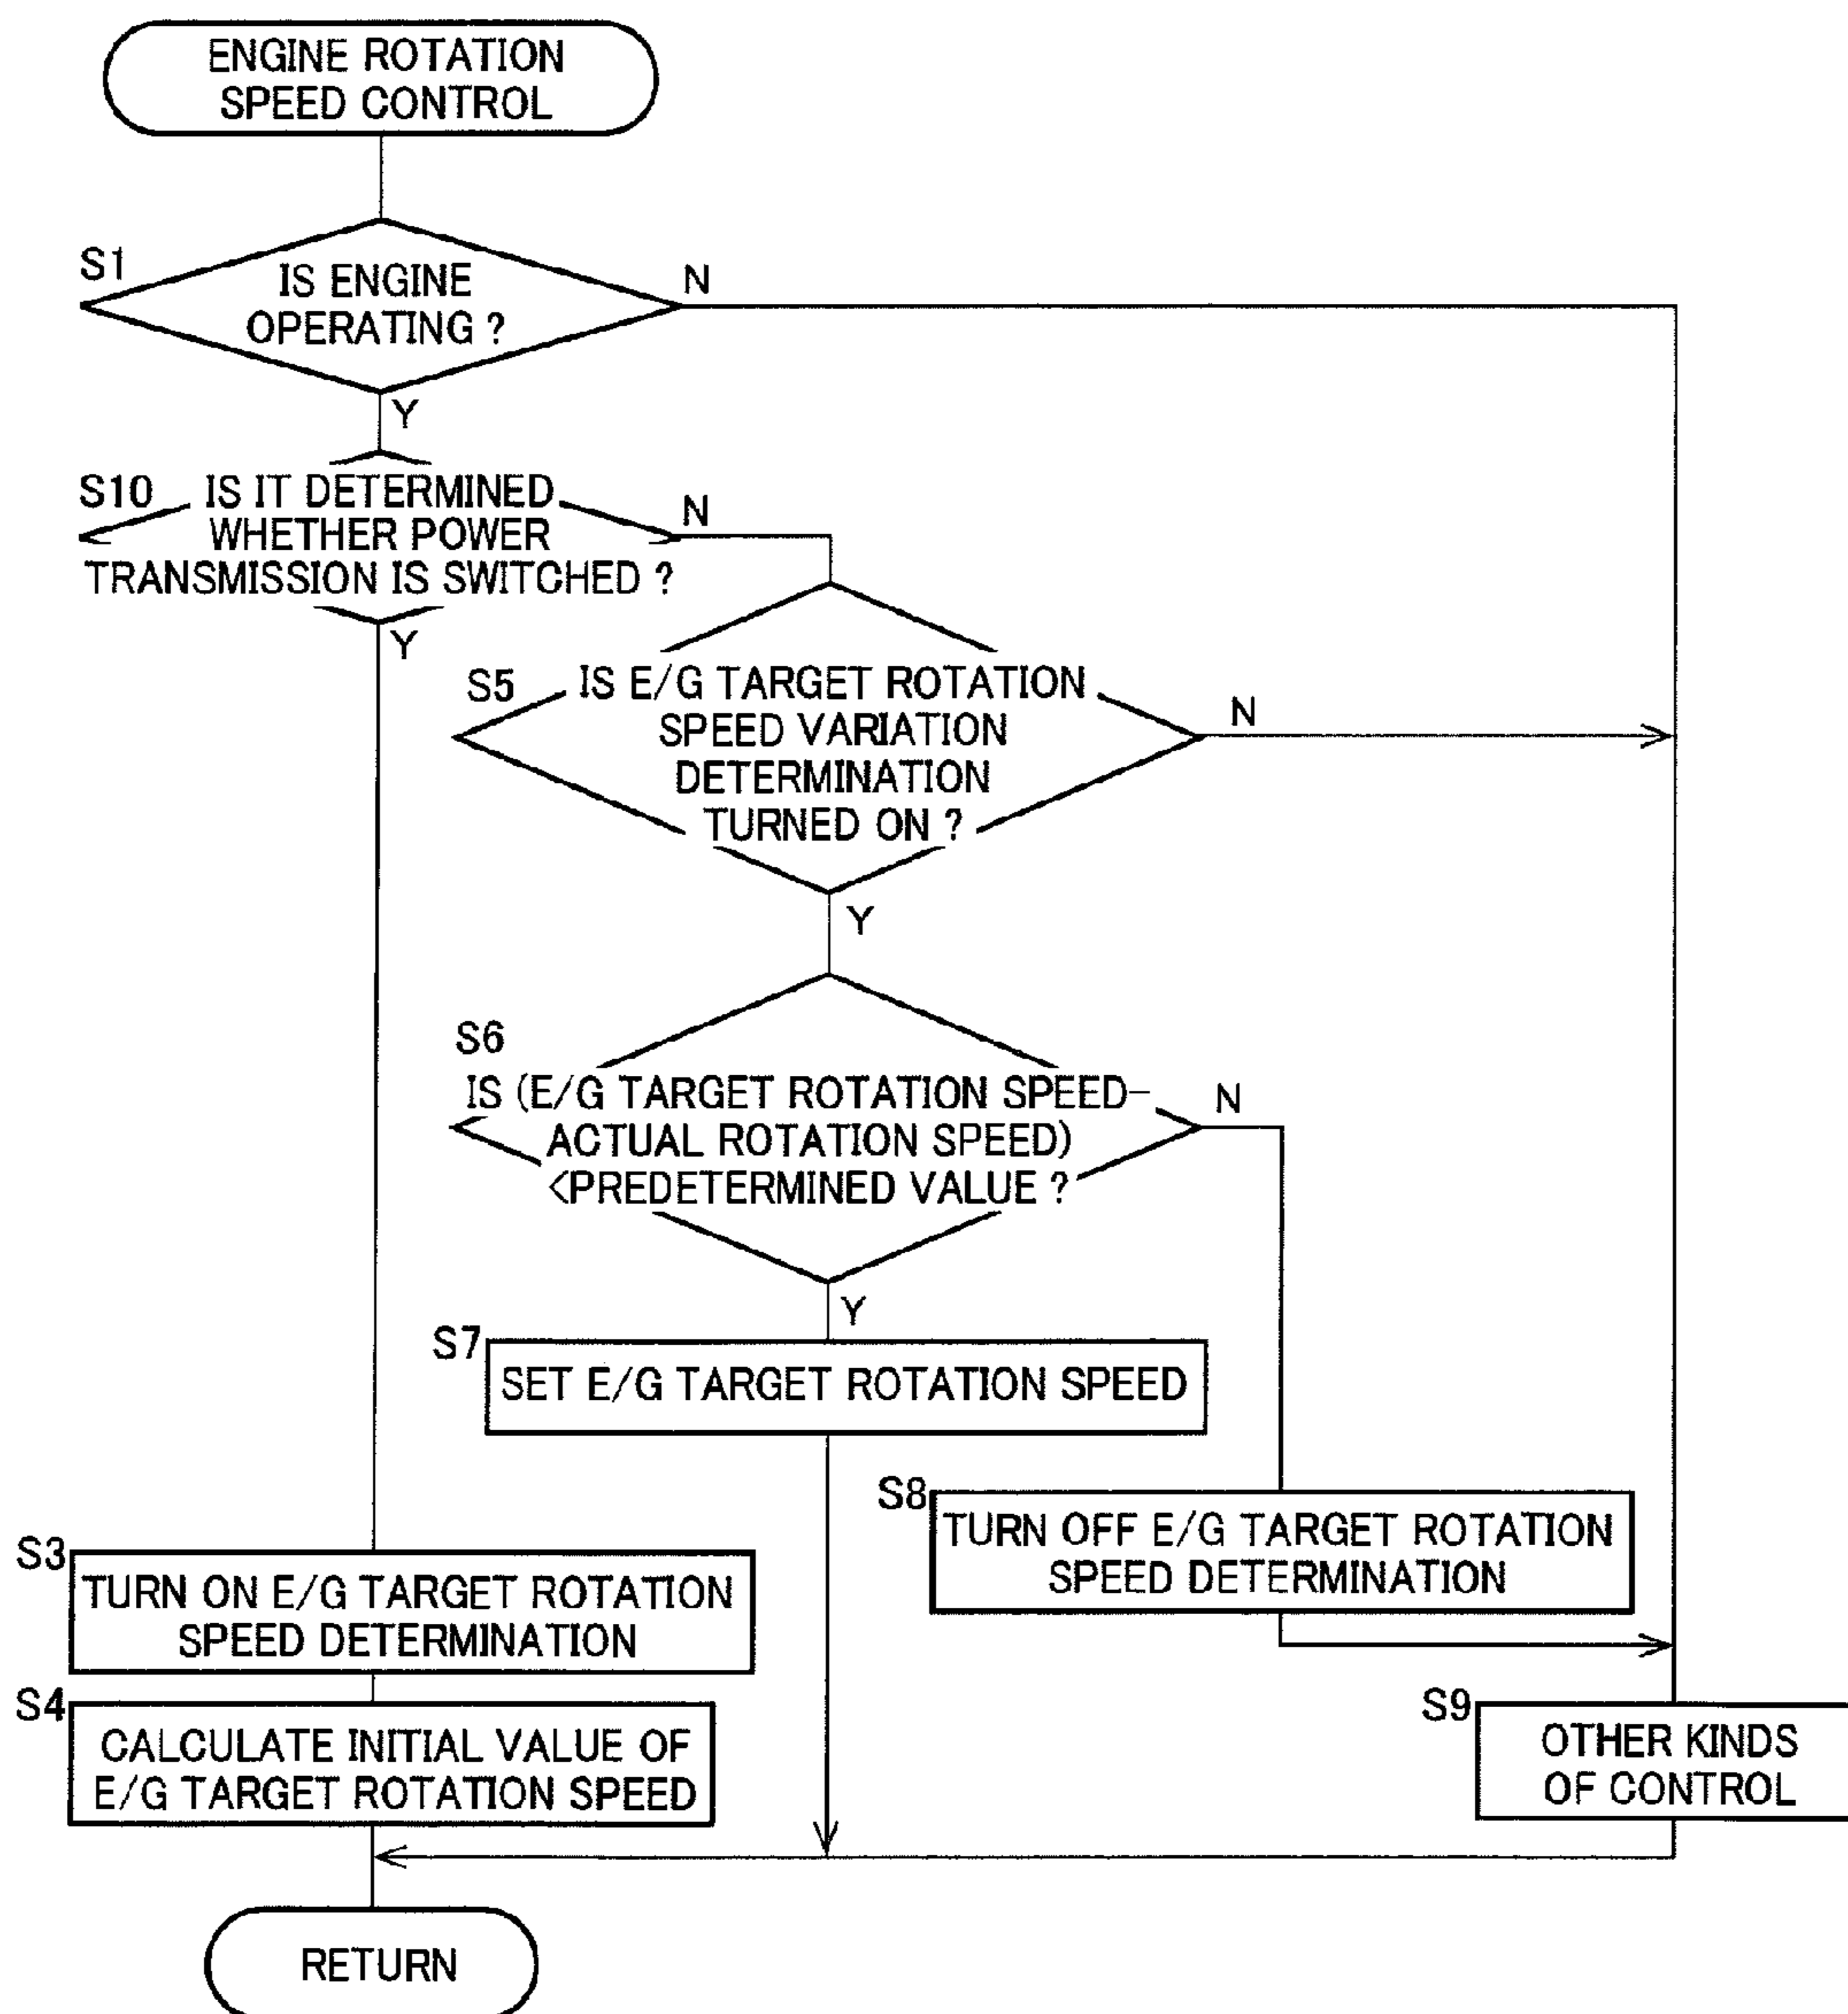 ENGINE ROTATION
SPEED CONTROL
S1
IS ENGINE
OPERATING ?
N
Y
S10
IS IT DETERMINED
WHETHER POWER
TRANSMISSION IS SWITCHED ?
N
Y
S5
IS E/G TARGET ROTATION
SPEED VARIATION
DETERMINATION
TURNED ON ?
N
Y
S6
IS (E/G TARGET ROTATION SPEED-
ACTUAL ROTATION SPEED)
<PREDETERMINED VALUE ?
N
Y
S7
SET E/G TARGET ROTATION SPEED
S8
TURN OFF E/G TARGET ROTATION
SPEED DETERMINATION
S3
TURN ON E/G TARGET ROTATION
SPEED DETERMINATION
S4
CALCULATE INITIAL VALUE OF
E/G TARGET ROTATION SPEED
S9
OTHER KINDS
OF CONTROL
RETURN